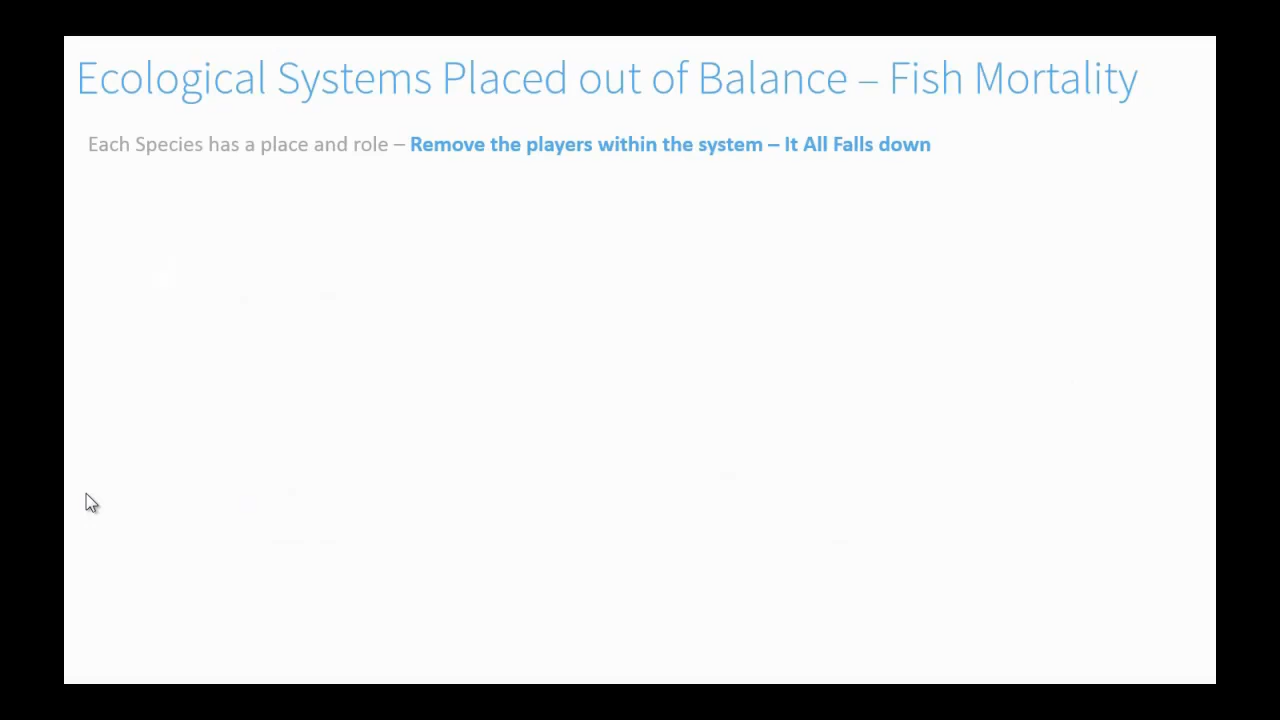 Ecological Systems Placed out of Balance – Fish Mortality
Each Species has a place and role – Remove the players within the system – It All Falls down